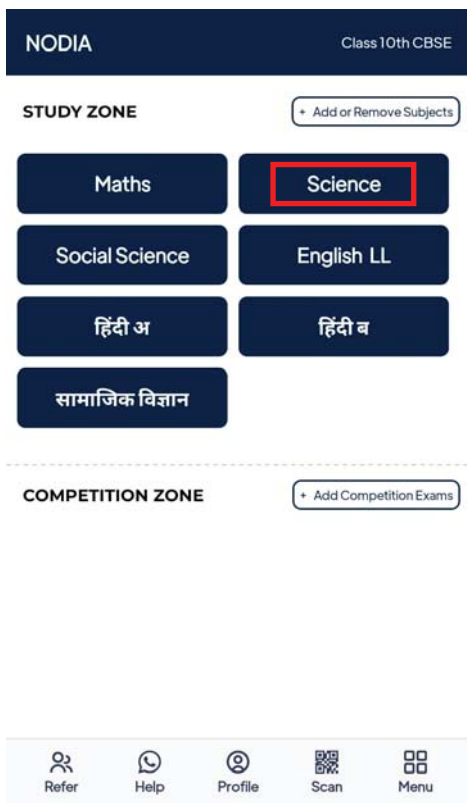 NODIA Class 10th CBSE
STUDY ZONE + Add or Remove Subjects
Maths Science
Social Science English LL
हिंदी अ हिंदी ब
सामाजिक विज्ञान
COMPETITION ZONE + Add Competition Exams
Refer Help Profile Scan Menu